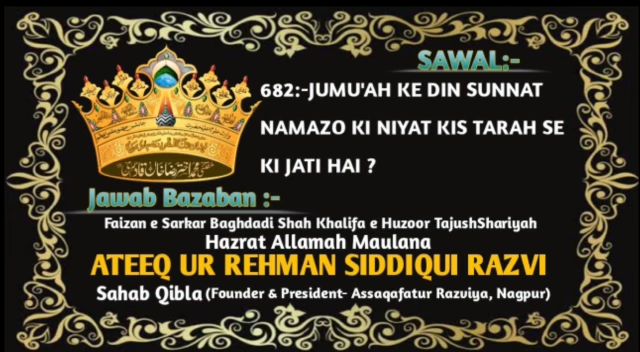 SAWAL:-
682:-JUMU'AH KE DIN SUNNAT
NAMAZO KI NIYAT KIS TARAH SE
KI JATI HAI ?
Jawab Bazaban :-
Faizan e Sarkar Baghdadi Shah Khalifa e Huzoor TajushShariyah
Hazrat Allamah Maulana
ATEEQ UR REHMAN SIDDIQUI RAZVI
Sahab Qibla (Founder & President- Assaqafatur Razviya, Nagpur)